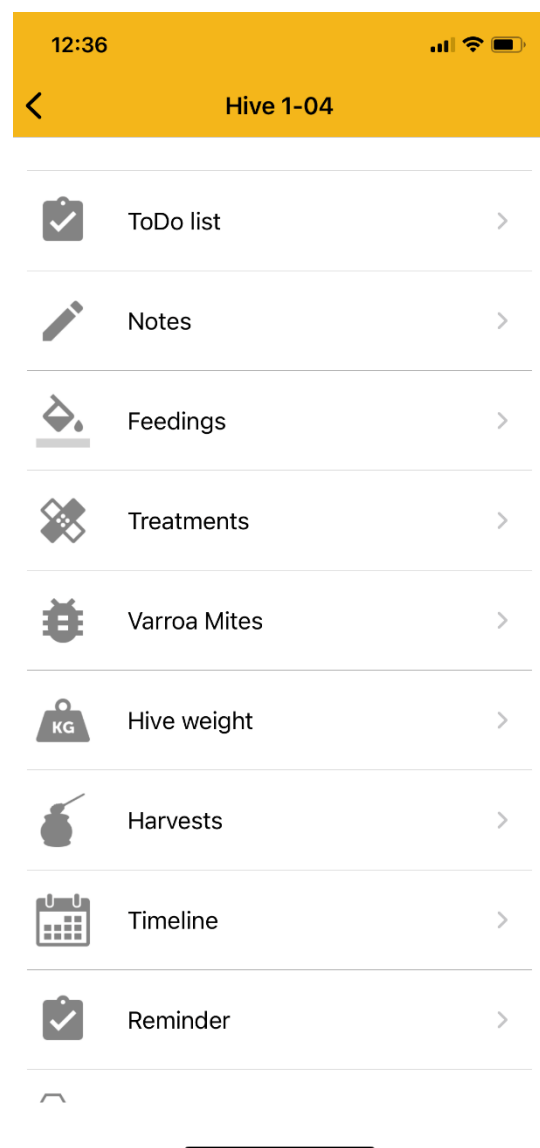 12:36
Hive 1-04
ToDo list
Notes
Feedings
Treatments
Varroa Mites
KG
Hive weight
Harvests
Timeline
Reminder